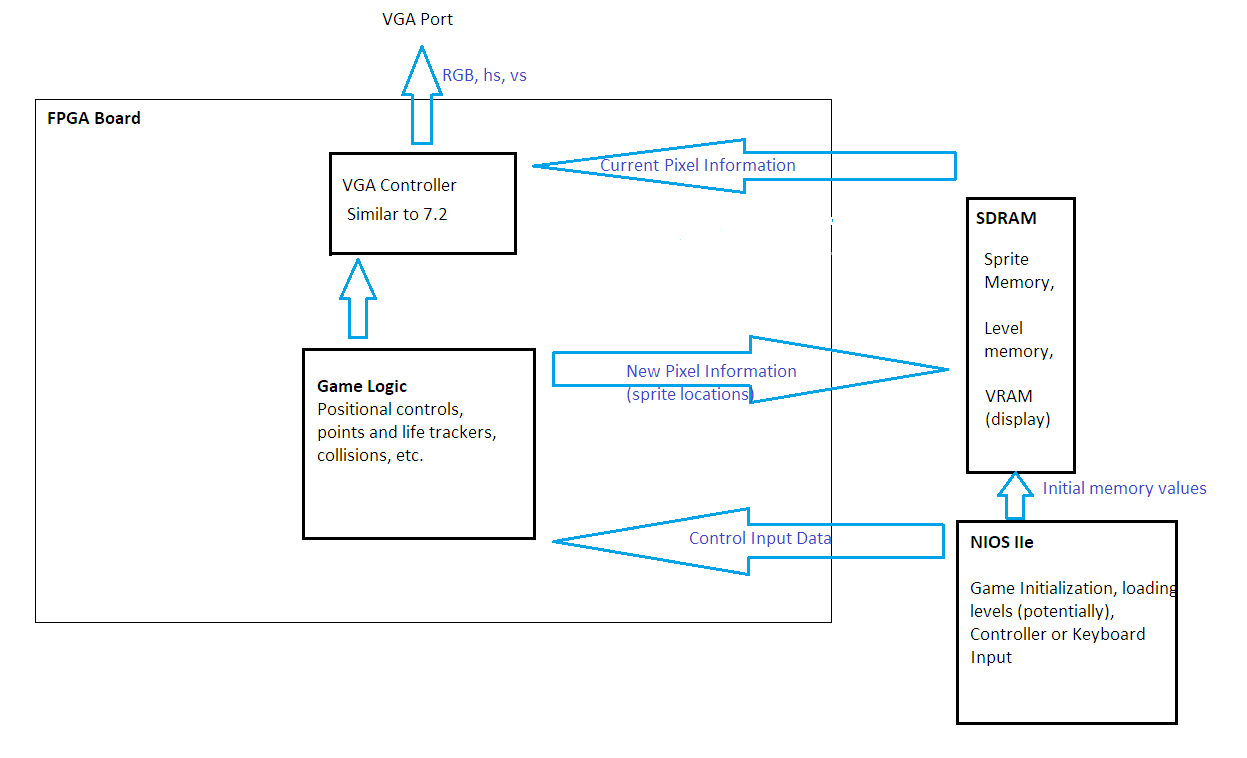 VGA Port
RGB, hs, vs
FPGA Board
VGA Controller
Similar to 7.2
Current Pixel Information
SDRAM
Sprite
Memory,
Level
memory,
VRAM
(display)
Game Logic
Positional controls,
points and life trackers,
collisions, etc.
New Pixel Information
(sprite locations)
Initial memory values
Control Input Data
NIOS IIe
Game Initialization, loading
levels (potentially),
Controller or Keyboard
Input